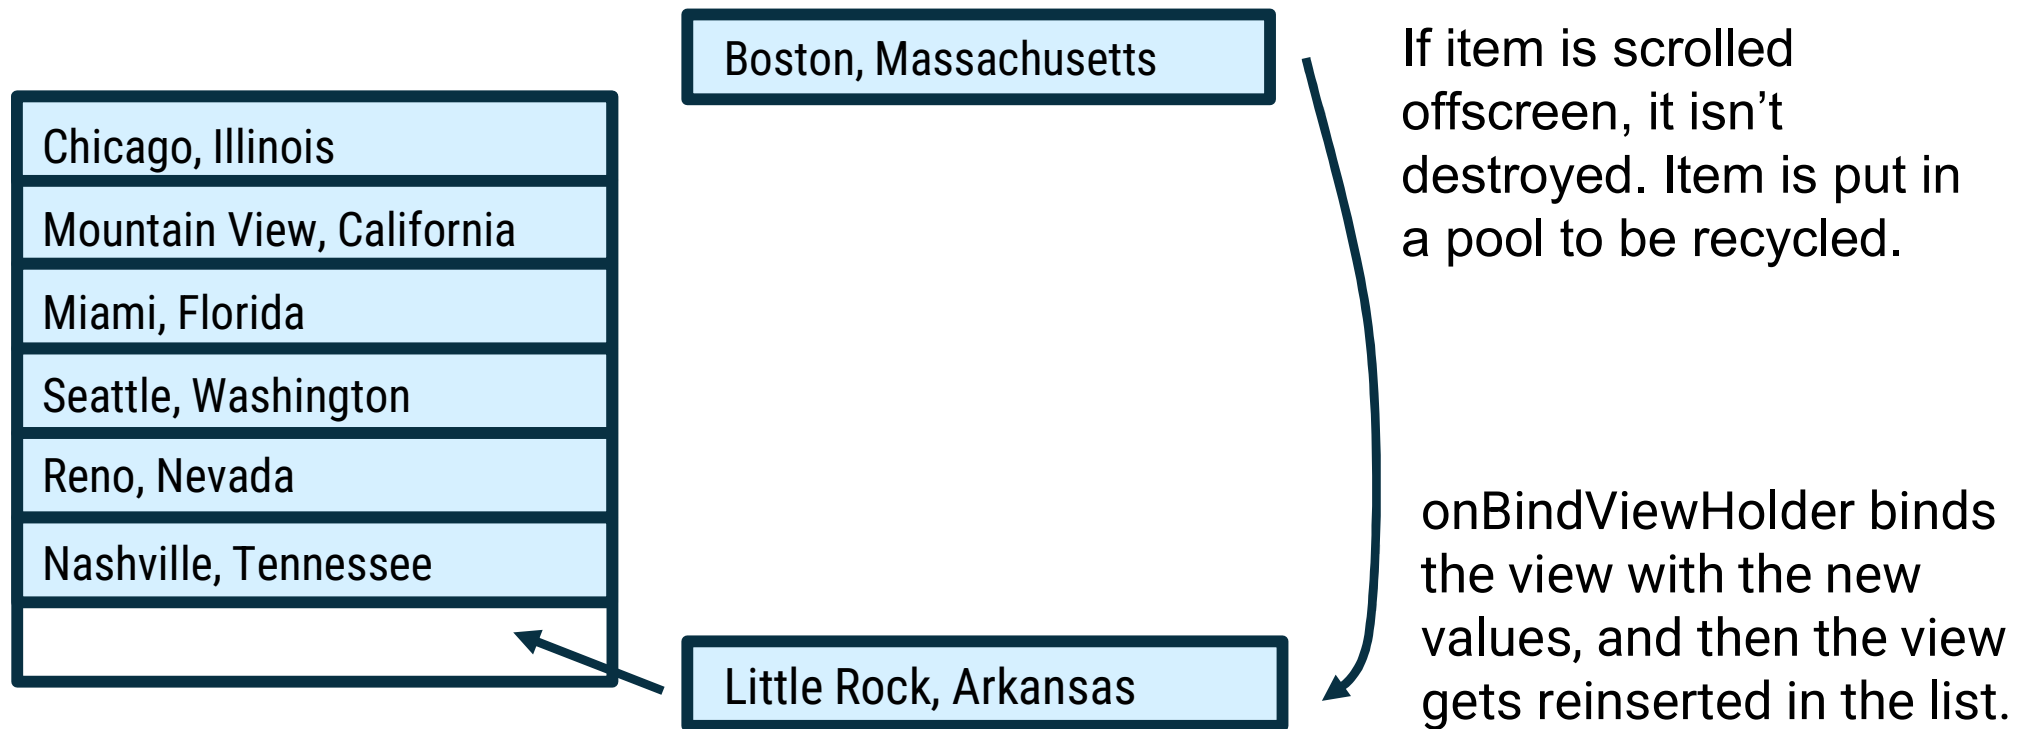 Boston, Massachusetts
If item is scrolled
offscreen, it isn’t
destroyed. Item is put in
a pool to be recycled.
Chicago, Illinois
Mountain View, California
Miami, Florida
Seattle, Washington
Reno, Nevada
Nashville, Tennessee
Little Rock, Arkansas
onBindViewHolder binds
the view with the new
values, and then the view
gets reinserted in the list.